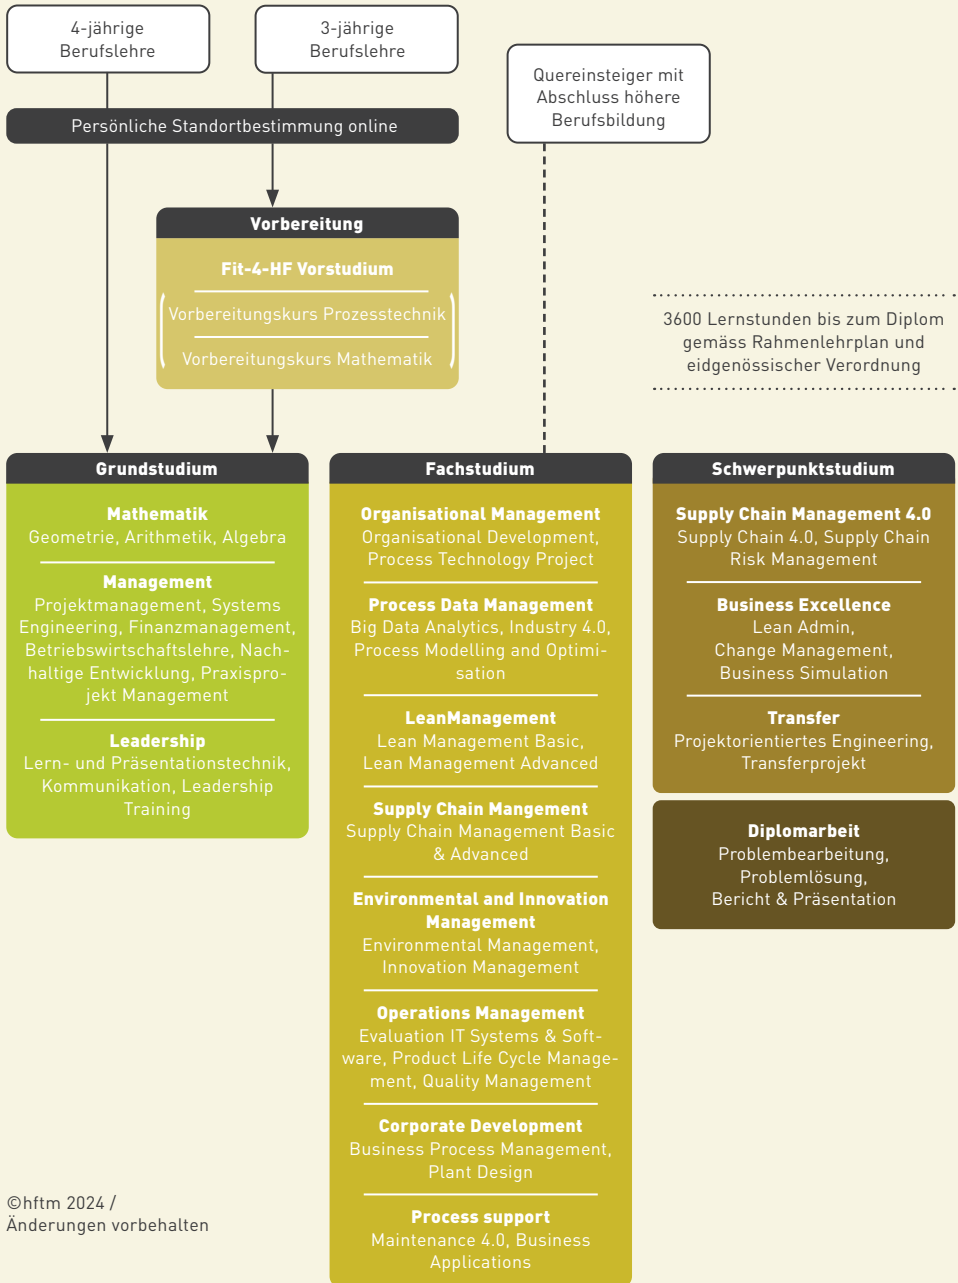 4-jährige
Berufslehre
3-jährige
Berufslehre
Quereinsteiger mit
Abschluss höhere
Berufsbildung
Persönliche Standortbestimmung online
Vorbereitung
Fit-4-HF Vorstudium
Vorbereitungskurs Prozesstechnik
Vorbereitungskurs Mathematik
3600 Lernstunden bis zum Diplom
gemäss Rahmenlehrplan und
eidgenössischer Verordnung
Grundstudium
Mathematik
Geometrie, Arithmetik, Algebra
Management
Projektmanagement, Systems
Engineering, Finanzmanagement,
Betriebswirtschaftslehre, Nach-
haltige Entwicklung, Praxispro-
jekt Management
Leadership
Lern- und Präsentationstechnik,
Kommunikation, Leadership
Training
Fachstudium
Organisational Management
Organisational Development,
Process Technology Project
Process Data Management
Big Data Analytics, Industry 4.0,
Process Modelling and Optimi-
sation
LeanManagement
Lean Management Basic,
Lean Management Advanced
Supply Chain Mangement
Supply Chain Management Basic
& Advanced
Environmental and Innovation
Management
Environmental Management,
Innovation Management
Operations Management
Evaluation IT Systems & Soft-
ware, Product Life Cycle Manage-
ment, Quality Management
Corporate Development
Business Process Management,
Plant Design
Process support
Maintenance 4.0, Business
Applications
Schwerpunktstudium
Supply Chain Management 4.0
Supply Chain 4.0, Supply Chain
Risk Management
Business Excellence
Lean Admin,
Change Management,
Business Simulation
Transfer
Projektorientiertes Engineering,
Transferprojekt
Diplomarbeit
Problembearbeitung,
Problemlösung,
Bericht & Präsentation
©hftm 2024 /
Änderungen vorbehalten